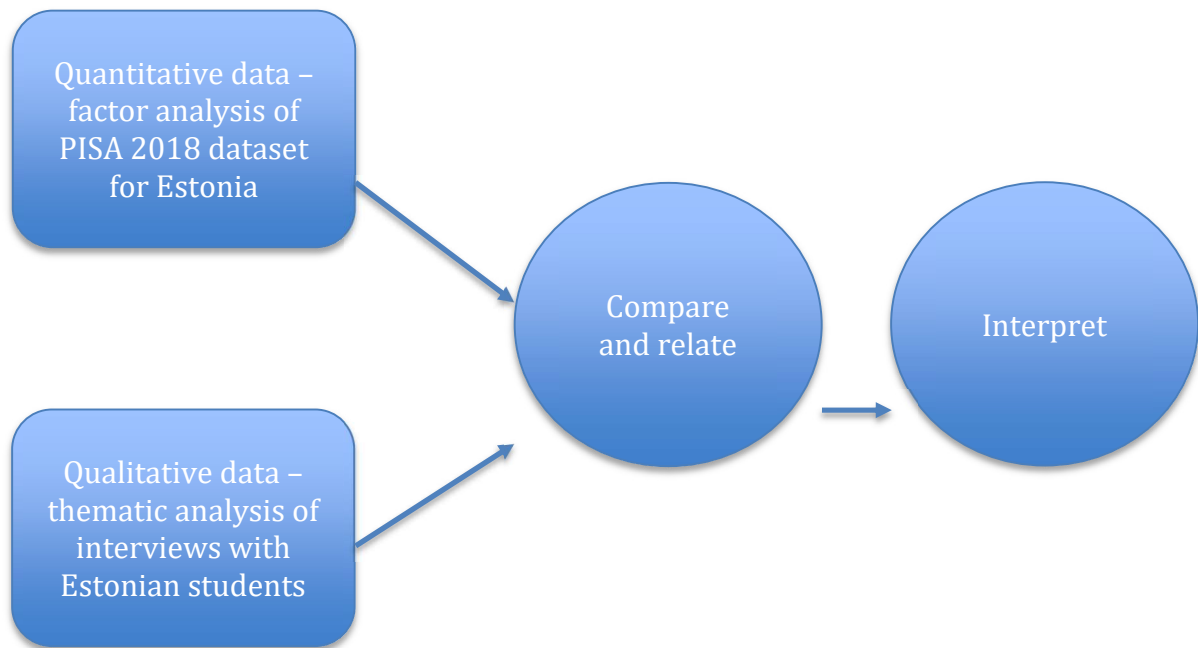 Quantitative data –
factor analysis of
PISA 2018 dataset
for Estonia
Compare
and relate
Interpret
Qualitative data –
thematic analysis of
interviews with
Estonian students